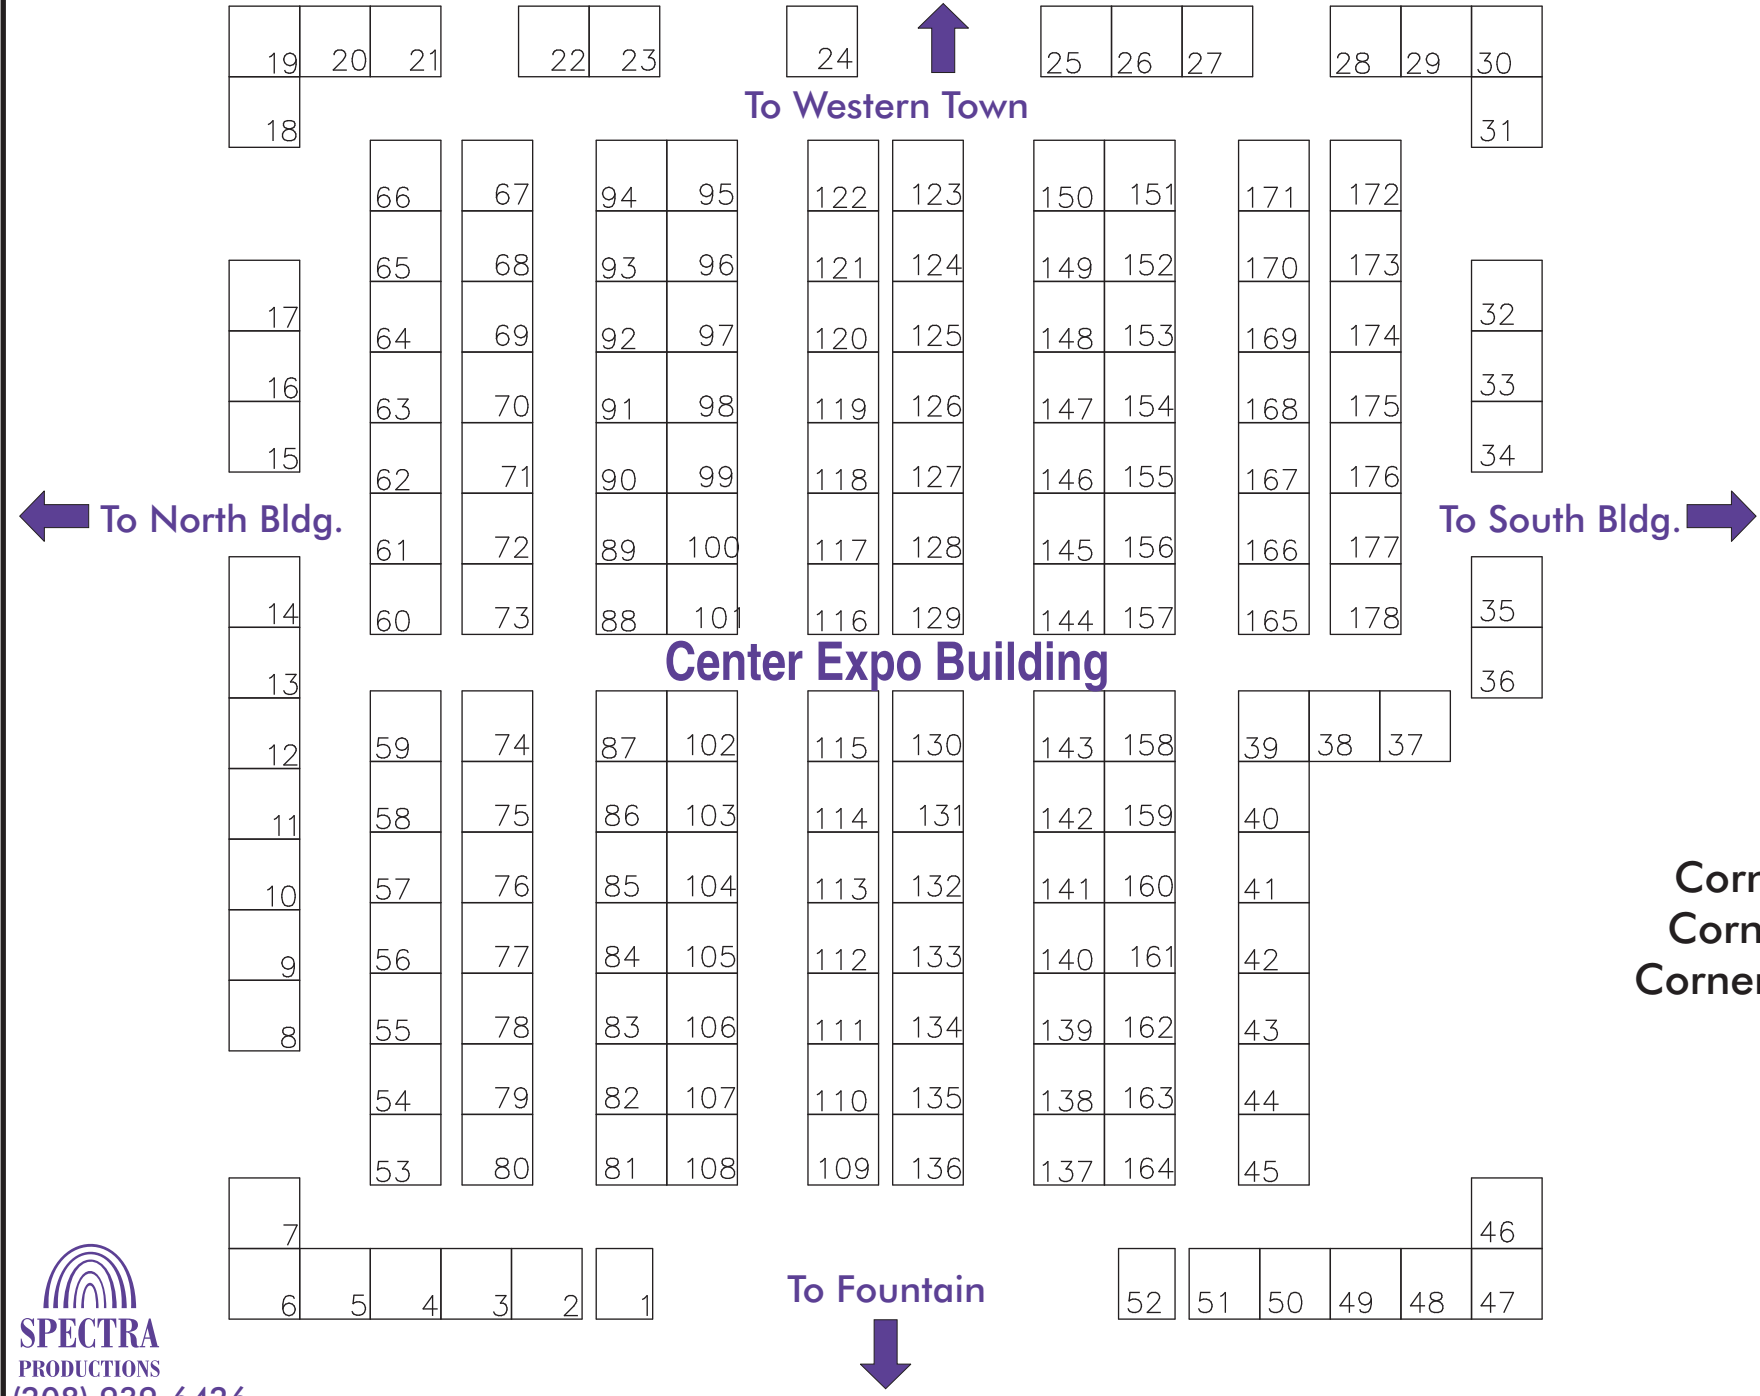 19 20 21 22 23 24 25 26 27 28 29 30
To Western Town
18 31
66 67 94 95 122 123 150 151 171 172
65 68 93 96 121 124 149 152 170 173
17 32
64 69 92 97 120 125 148 153 169 174
16 33
63 70 91 98 119 126 147 154 168 175
15 34
62 71 90 99 118 127 146 155 167 176
To North Bldg. To South Bldg.
61 72 89 100 117 128 145 156 166 177
14 35
60 73 88 101 116 129 144 157 165 178
Center Expo Building
13 36
12 59 74 87 102 115 130 143 158 39 38 37
11 58 75 86 103 114 131 142 159 40
Corn
10 57 76 85 104 113 132 141 160 41
Corn
9 56 77 84 105 112 133 140 161 42
Corner
8 55 78 83 106 111 134 139 162 43
54 79 82 107 110 135 138 163 44
53 80 81 108 109 136 137 164 45
7 46
To Fountain
6 5 4 3 2 1 52 51 50 49 48 47
SPECTRA
PRODUCTIONS